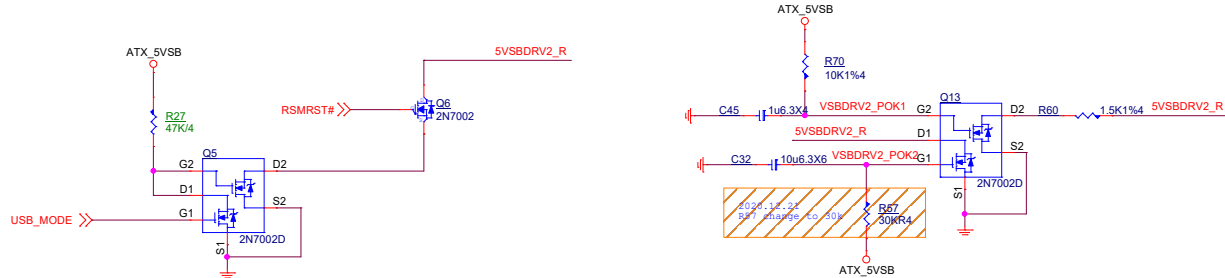 ATX_5VSB
R27
47K/4
Q5
G2
D2
D1
S2
USB_MODE
G1
S1
2N7002D
5VSBDRV2_R
RSMRST#
Q6
2N7002
ATX_5VSB
R70
10K1%4
C45
1u6.3X4
VSBDRV2_POK1
Q13
G2
D2
R60
1.5K1%4
5VSBDRV2_R
5VSBDRV2_R
D1
S2
C32
10u6.3X6
VSBDRV2_POK2
G1
S1
2N7002D
2020.12.21
R57 change to 30k
R57
30KR4
ATX_5VSB